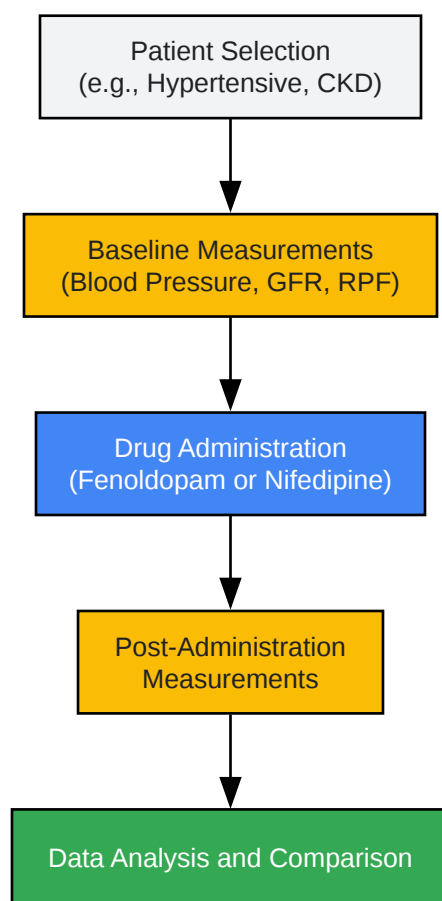 Patient Selection
(e.g., Hypertensive, CKD)
Baseline Measurements
(Blood Pressure, GFR, RPF)
Drug Administration
(Fenoldopam or Nifedipine)
Post-Administration
Measurements
Data Analysis and Comparison